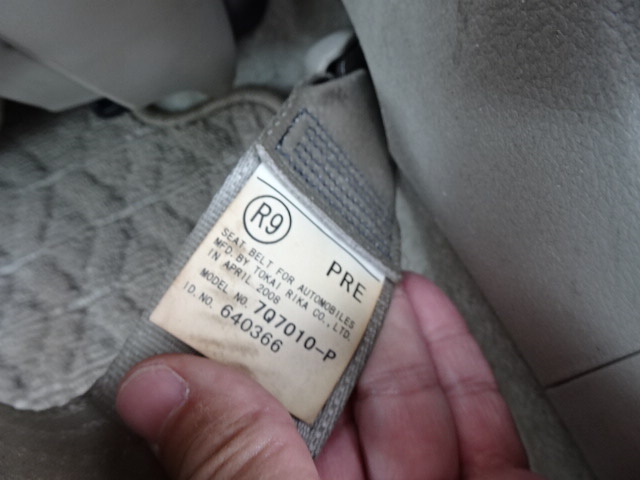 R9
PRE
SEAT BELT FOR AUTOMOBILES
MFD. BY TOKAI RIKA CO., LTD.
IN APRIL 2008
MODEL NO. 7Q7010-P
ID. NO. 640366